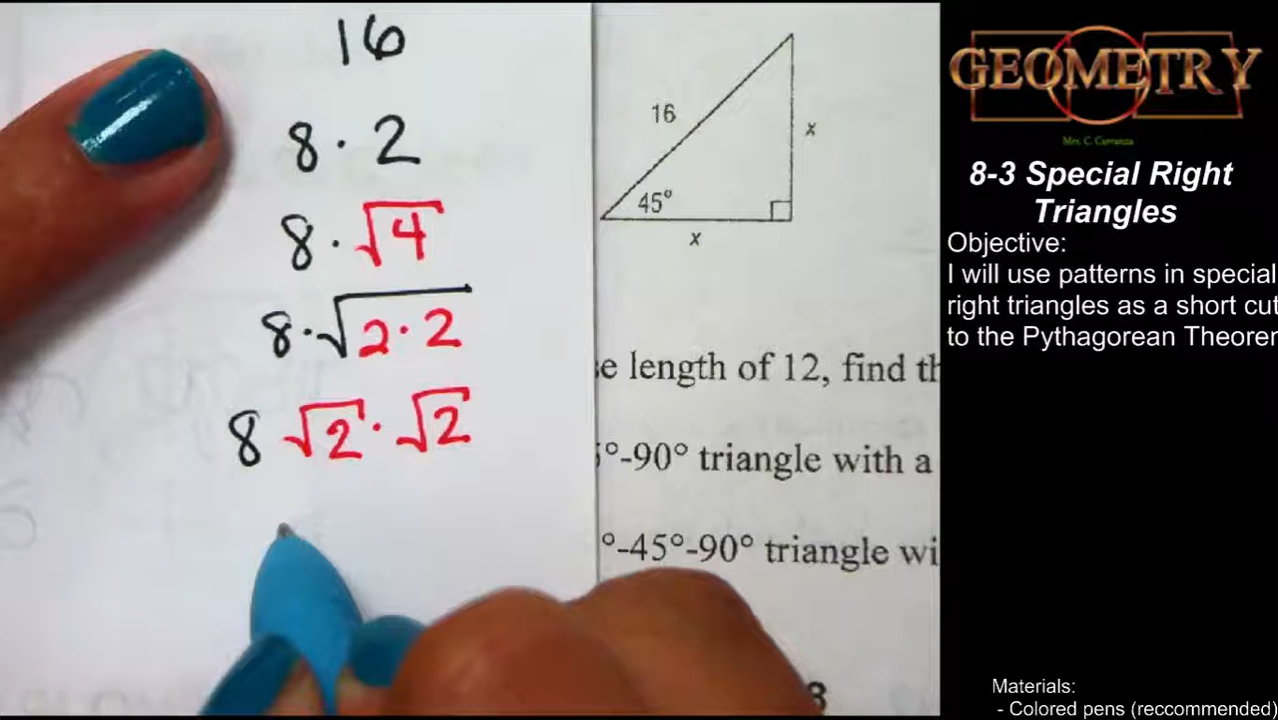 16
8 · 2
8 · √4
8 · √2 · 2
8 √2 · √2
16
x
45°
x
length of 12, find
°-90° triangle with a
°-45°-90° triangle
GEOMETRY
Mrs. C. Carranza
8-3 Special Right
Triangles
Objective:
I will use patterns in special
right triangles as a short cut
to the Pythagorean Theorem
Materials:
- Colored pens (reccommended)